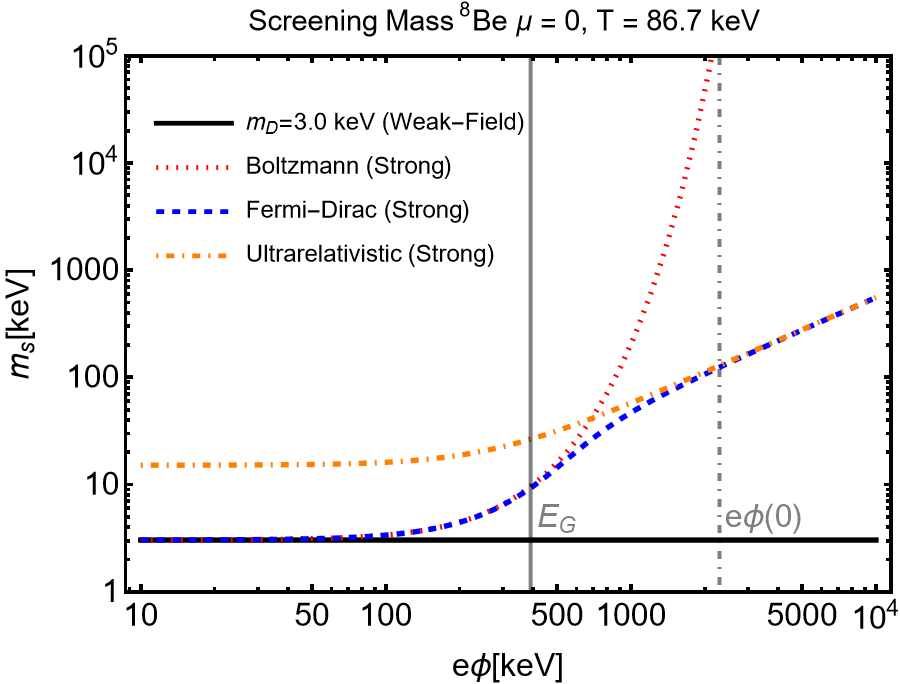 Screening Mass ⁸Be μ = 0, T = 86.7 keV
10⁵
10⁴
1000
100
10
1
mₛ[keV]
m_D=3.0 keV (Weak−Field)
Boltzmann (Strong)
Fermi−Dirac (Strong)
Ultrarelativistic (Strong)
E_G
eϕ(0)
10 50 100 500 1000 5000 10⁴
eϕ[keV]